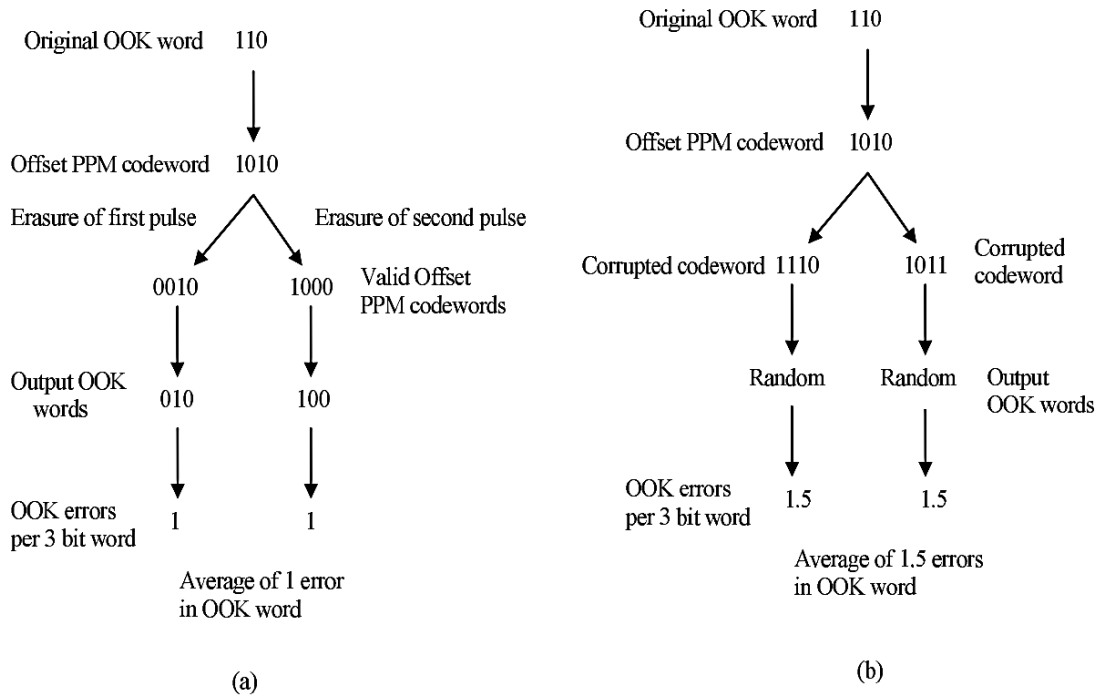 Original OOK word 110
Offset PPM codeword 1010
Erasure of first pulse
Erasure of second pulse
0010 1000
Valid Offset
PPM codewords
Output OOK
words
010 100
OOK errors
per 3 bit word
1 1
Average of 1 error
in OOK word
(a)
Original OOK word 110
Offset PPM codeword 1010
Corrupted codeword 1110
1011
Corrupted
codeword
Random Random
Output
OOK words
OOK errors
per 3 bit word
1.5 1.5
Average of 1.5 errors
in OOK word
(b)